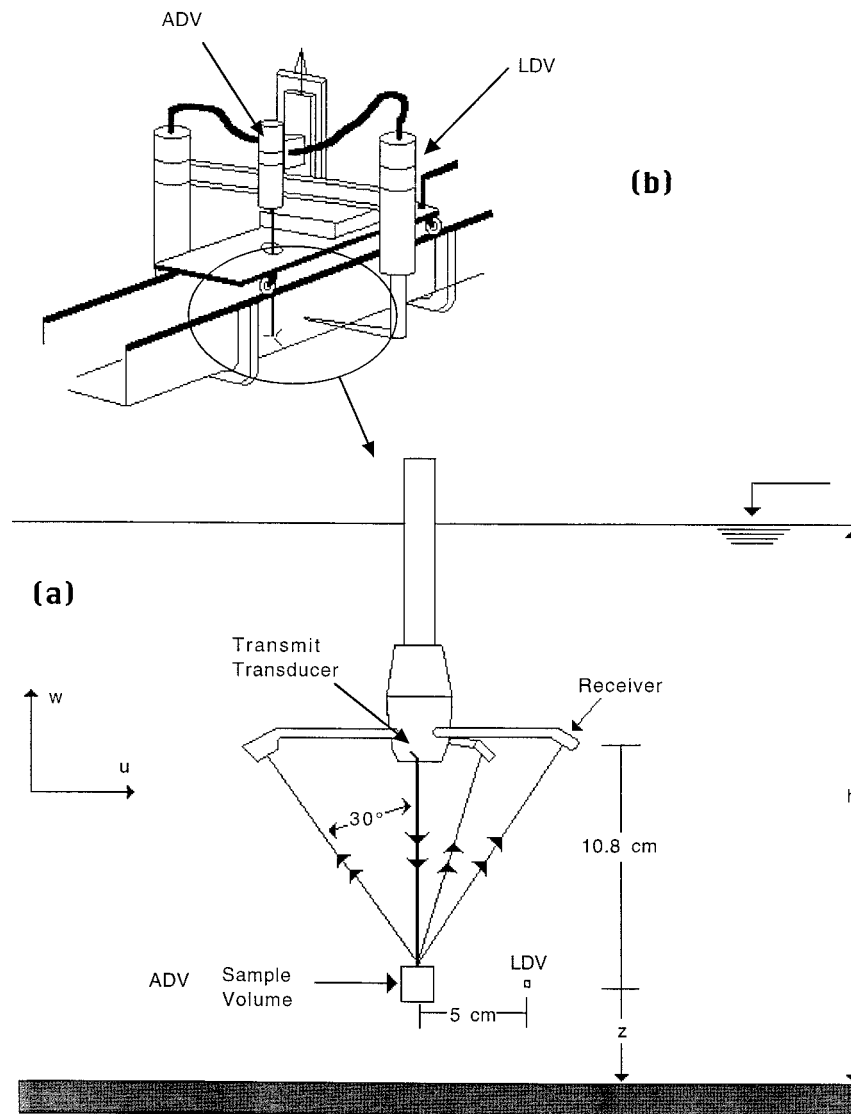 ADV
LDV
(b)
(a)
Transmit
Transducer
Receiver
w
u
30°
10.8 cm
h
LDV
ADV Sample
Volume
5 cm
z